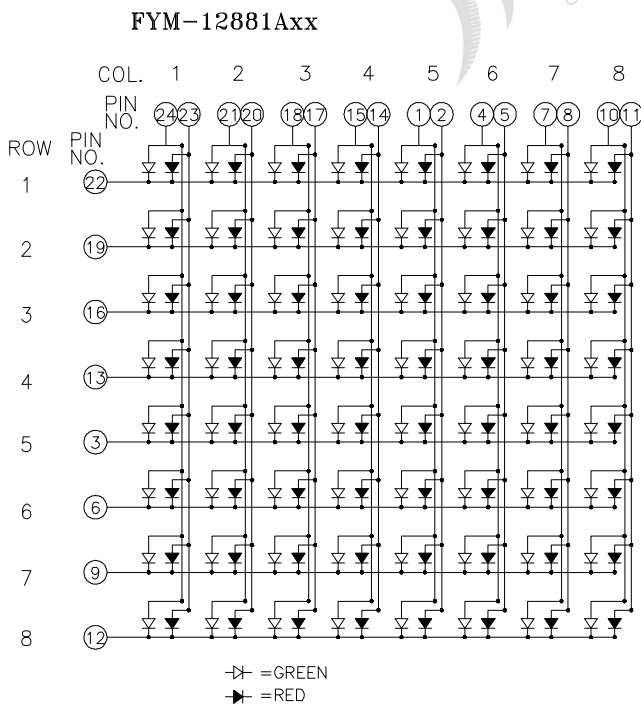 FYM-12881Axx
COL. 1 2 3 4 5 6 7 8
PIN NO. 24 23 21 20 18 17 15 14 1 2 4 5 7 8 10 11
ROW PIN NO.
1 22
2 19
3 16
4 13
5 3
6 6
7 9
8 12
=GREEN
=RED